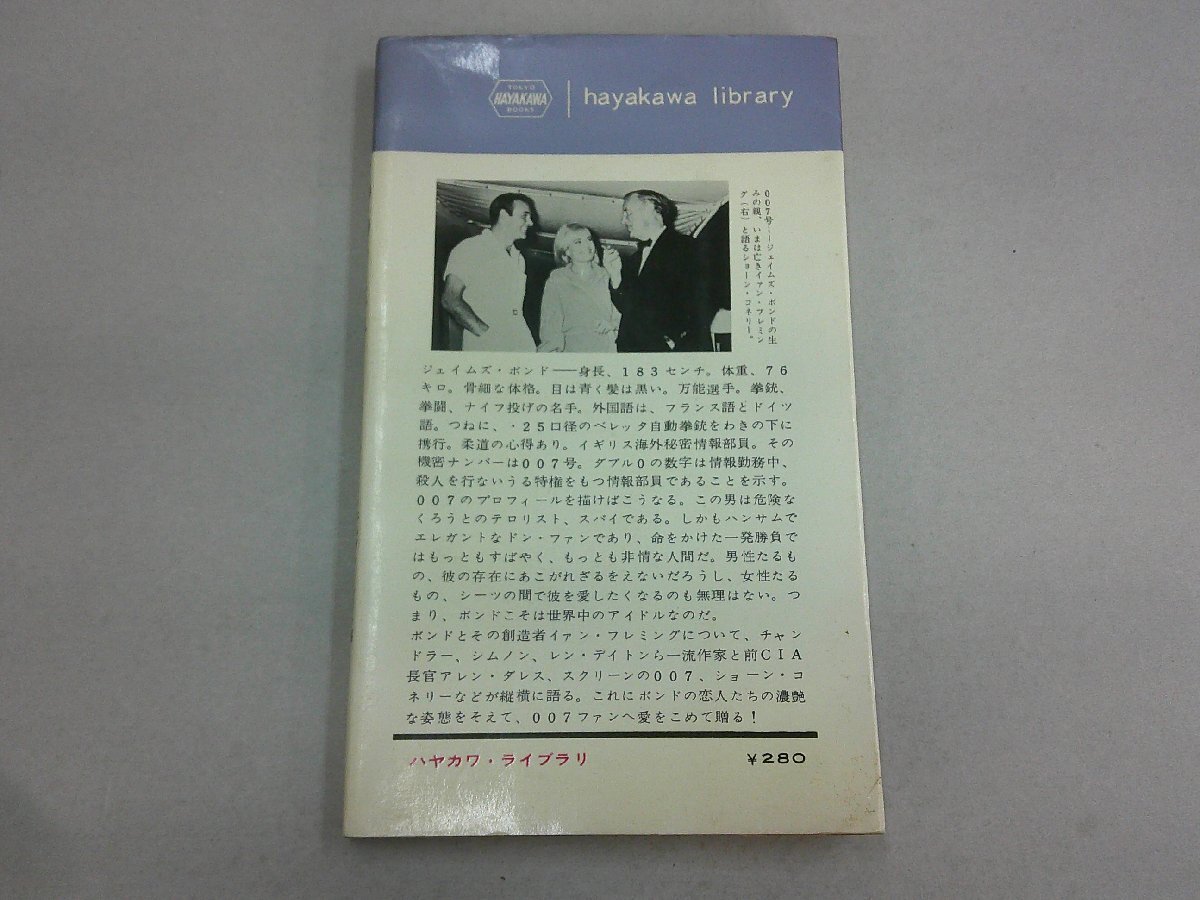 TOKYO
HAYAKAWA
BOOKS
hayakawa library
007号──ジェイムズ・ボンドの生
みの親、いまは亡きイアン・フレミン
グ(右)と語るショーン・コネリー。
ジェイムズ・ボンド──身長、183センチ。体重、76
キロ。骨細な体格。目は青く髪は黒い。万能選手。拳銃、
拳闘、ナイフ投げの名手。外国語は、フランス語とドイツ
語。つねに、・25口径のベレッタ自動拳銃をわきの下に
携行。柔道の心得あり。イギリス海外秘密情報部員。その
機密ナンバーは007号。ダブル0の数字は情報勤務中、
殺人を行ないうる特権をもつ情報部員であることを示す。
007のプロフィールを描けばこうなる。この男は危険な
くろうとのテロリスト、スパイである。しかもハンサムで
エレガントなドン・ファンであり、命をかけた一発勝負で
はもっともすばやく、もっとも非情な人間だ。男性たるも
の、彼の存在にあこがれざるをえないだろうし、女性たる
もの、シーツの間で彼を愛したくなるのも無理はない。つ
まり、ボンドこそは世界中のアイドルなのだ。
ボンドとその創造者イアン・フレミングについて、チャン
ドラー、シムノン、レン・デイトンら一流作家と前CIA
長官アレン・ダレス、スクリーンの007、ショーン・コ
ネリーなどが縦横に語る。これにボンドの恋人たちの濃艶
な姿態をそえて、007ファンへ愛をこめて贈る!
ハヤカワ・ライブラリ
¥280